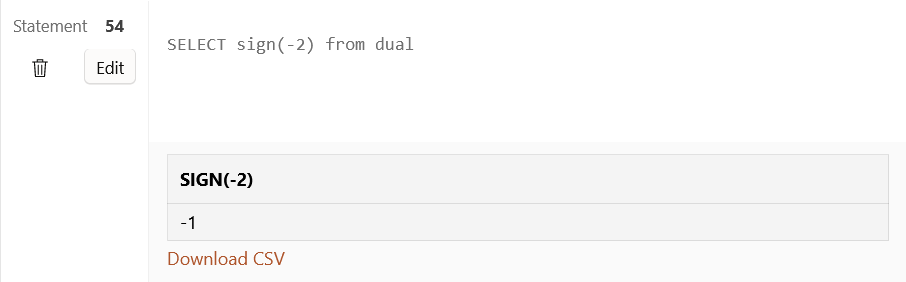 Statement 54
Edit
SELECT sign(-2) from dual
SIGN(-2)
-1
Download CSV